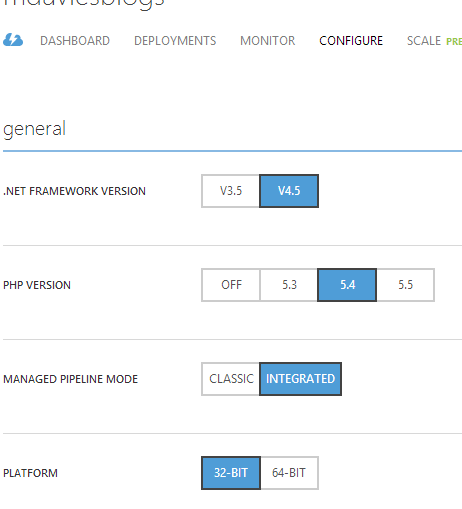 mdaviesblogs
DASHBOARD DEPLOYMENTS MONITOR CONFIGURE SCALE PRE
general
.NET FRAMEWORK VERSION V3.5 V4.5
PHP VERSION OFF 5.3 5.4 5.5
MANAGED PIPELINE MODE CLASSIC INTEGRATED
PLATFORM 32-BIT 64-BIT